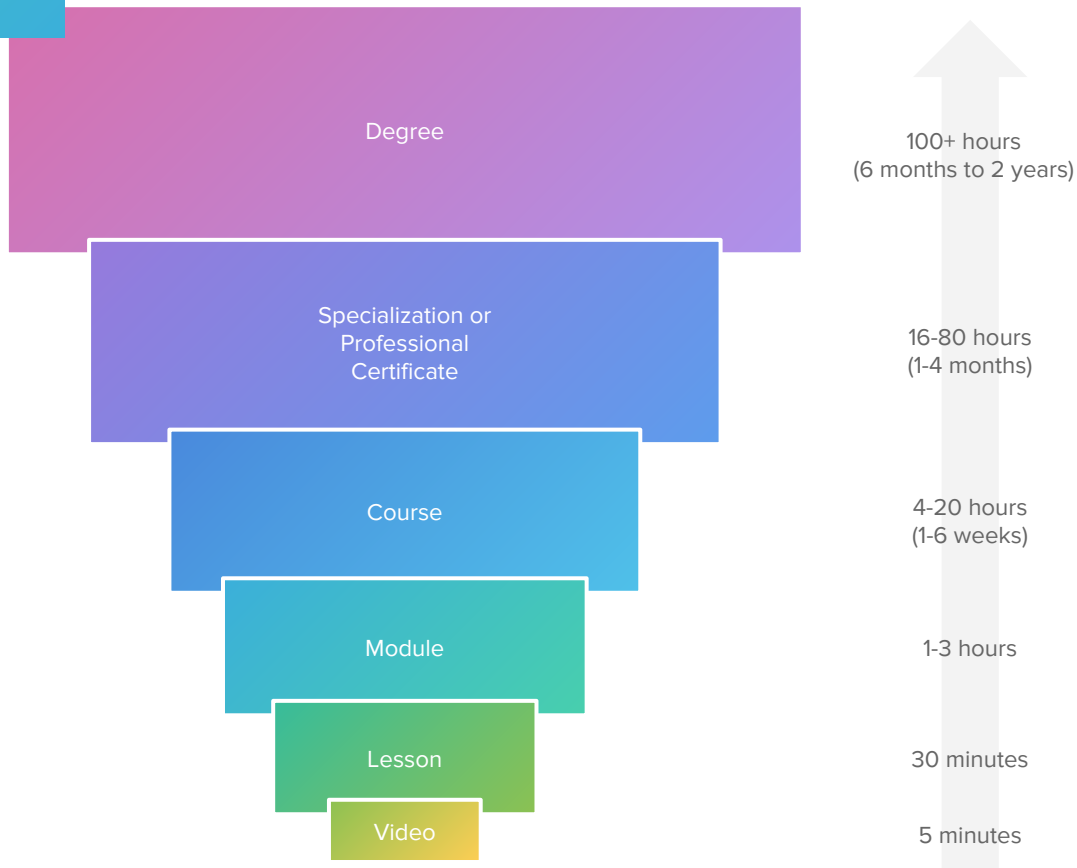 Degree
100+ hours
(6 months to 2 years)
Specialization or
Professional
Certificate
16-80 hours
(1-4 months)
Course
4-20 hours
(1-6 weeks)
Module
1-3 hours
Lesson
30 minutes
Video
5 minutes